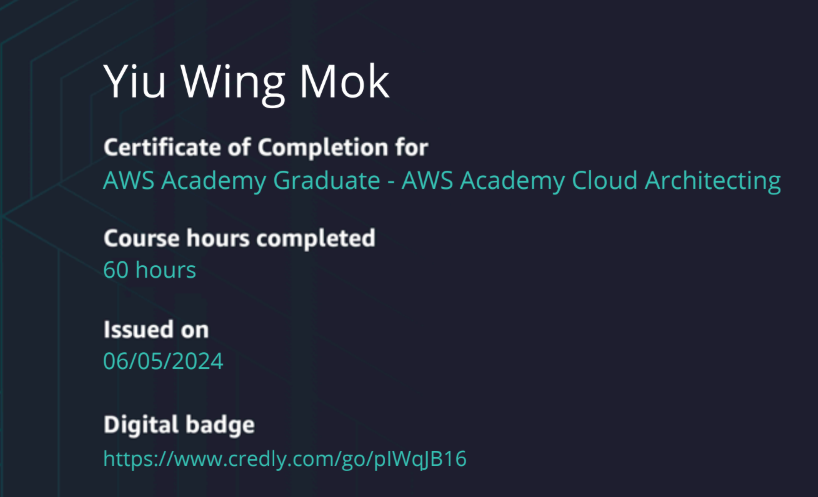 Yiu Wing Mok
Certificate of Completion for
AWS Academy Graduate - AWS Academy Cloud Architecting
Course hours completed
60 hours
Issued on
06/05/2024
Digital badge
https://www.credly.com/go/pIWqJB16